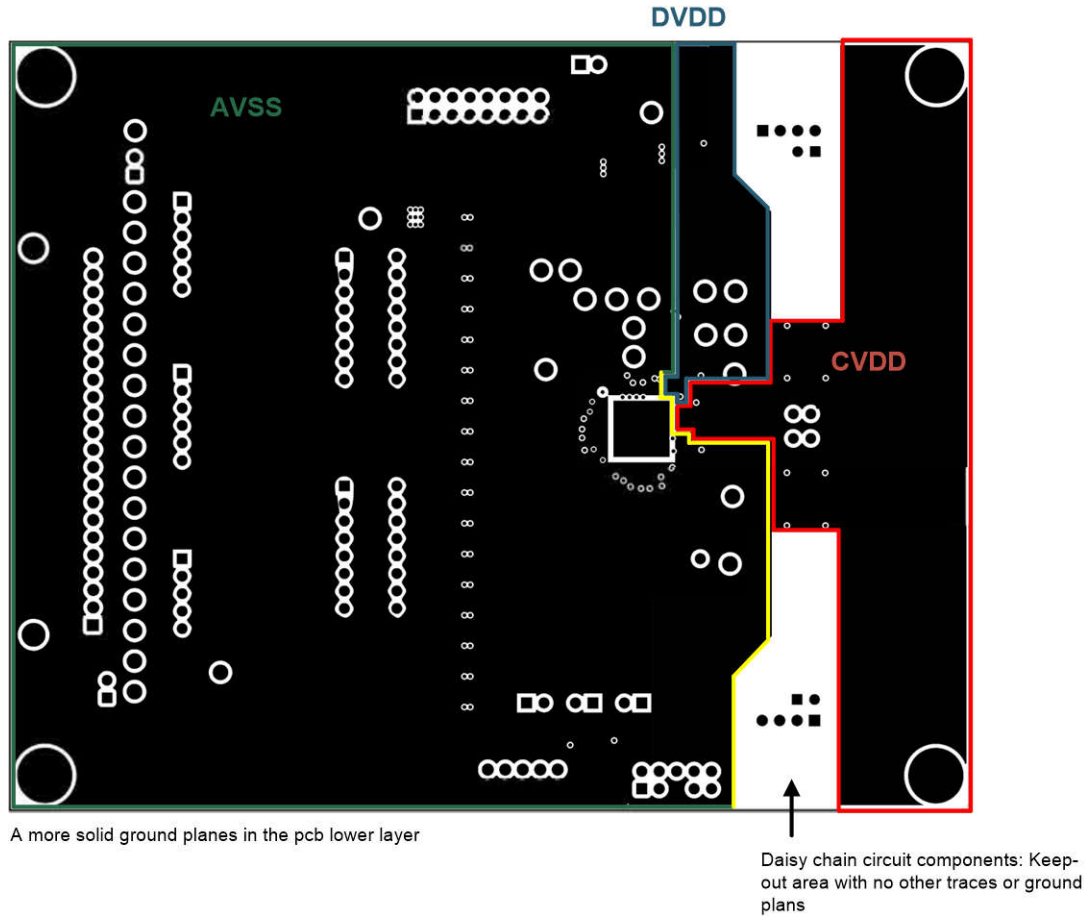 DVDD
AVSS
CVDD
A more solid ground planes in the pcb lower layer
Daisy chain circuit components: Keep-
out area with no other traces or ground
plans